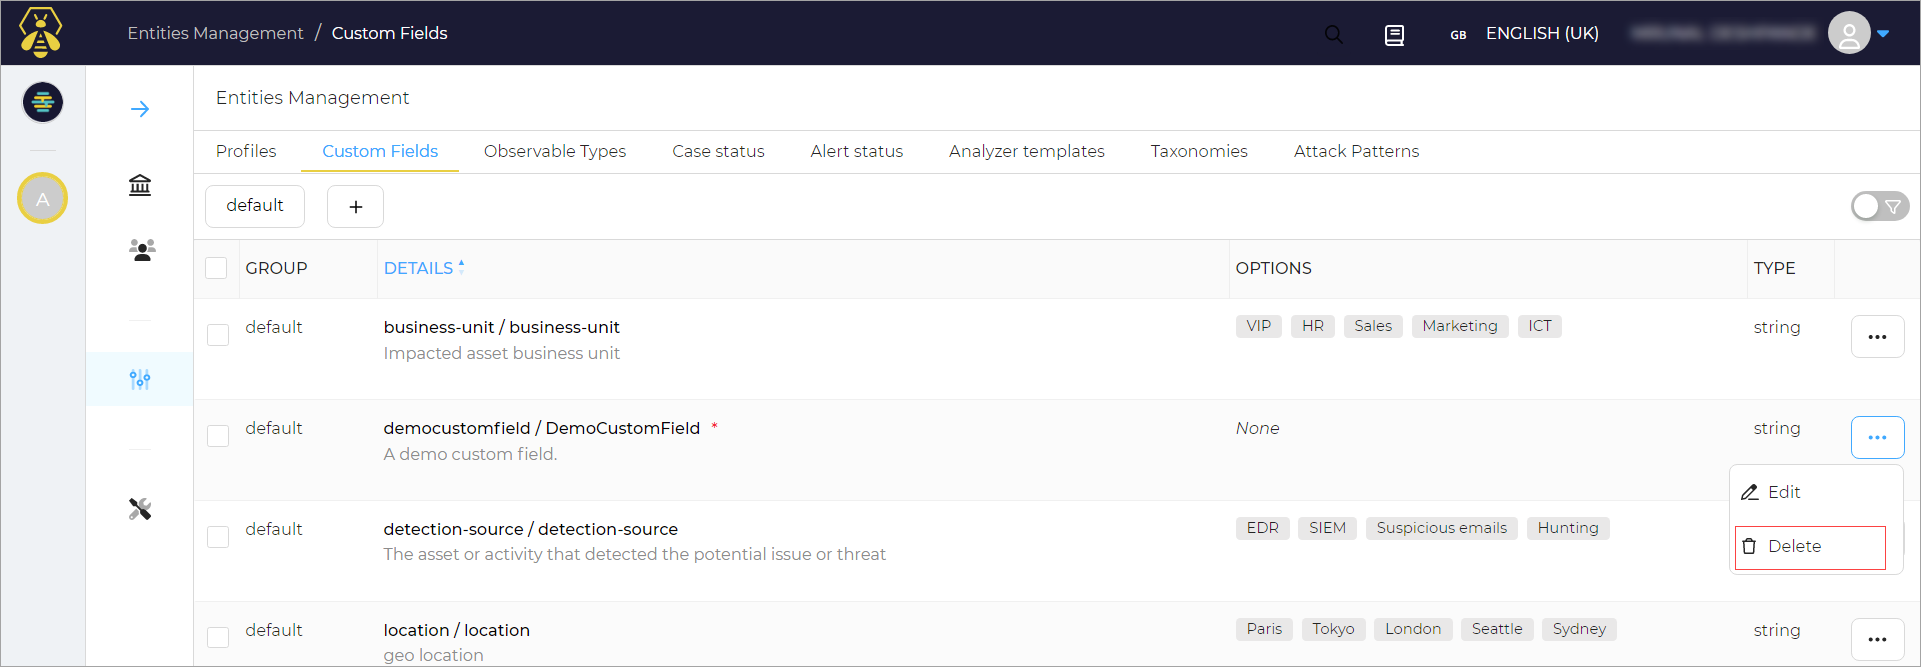 Entities Management / Custom Fields
GB ENGLISH (UK)
Entities Management
A
Profiles Custom Fields Observable Types Case status Alert status Analyzer templates Taxonomies Attack Patterns
default +
GROUP DETAILS OPTIONS TYPE
default business-unit / business-unit VIP HR Sales Marketing ICT string
Impacted asset business unit
default democustomfield / DemoCustomField * None string
A demo custom field.
Edit
default detection-source / detection-source EDR SIEM Suspicious emails Hunting
The asset or activity that detected the potential issue or threat
Delete
default location / location Paris Tokyo London Seattle Sydney string
geo location